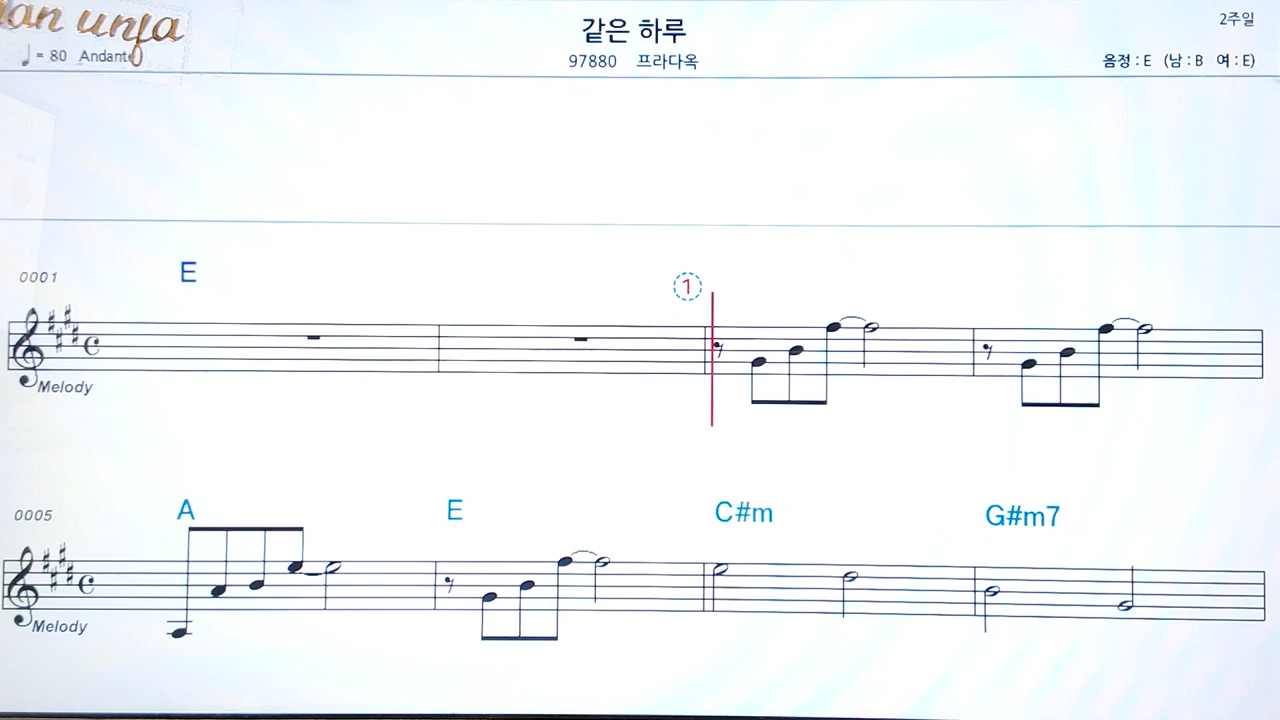 unfa
같은 하루
2주일
♩ = 80 Andante
97880 프라다옥
음정 : E (남 : B 여 : E)
0001
E
1
Melody
0005
A
E
C#m
G#m7
Melody